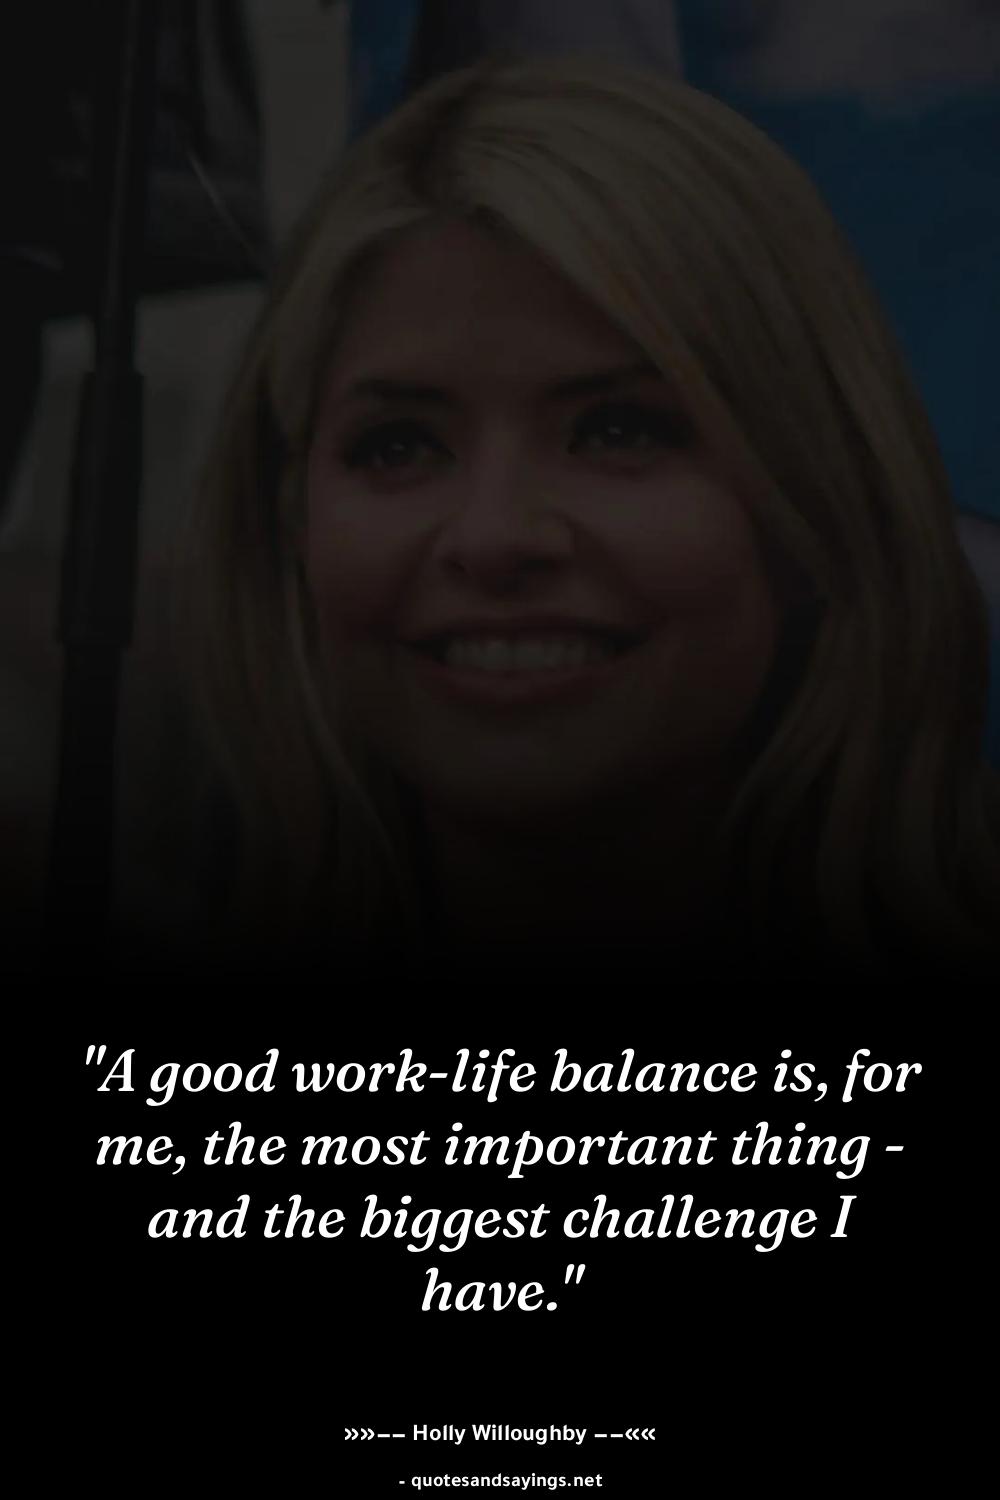 "A good work-life balance is, for
me, the most important thing -
and the biggest challenge I
have."
»»−− Holly Willoughby −−««
- quotesandsayings.net